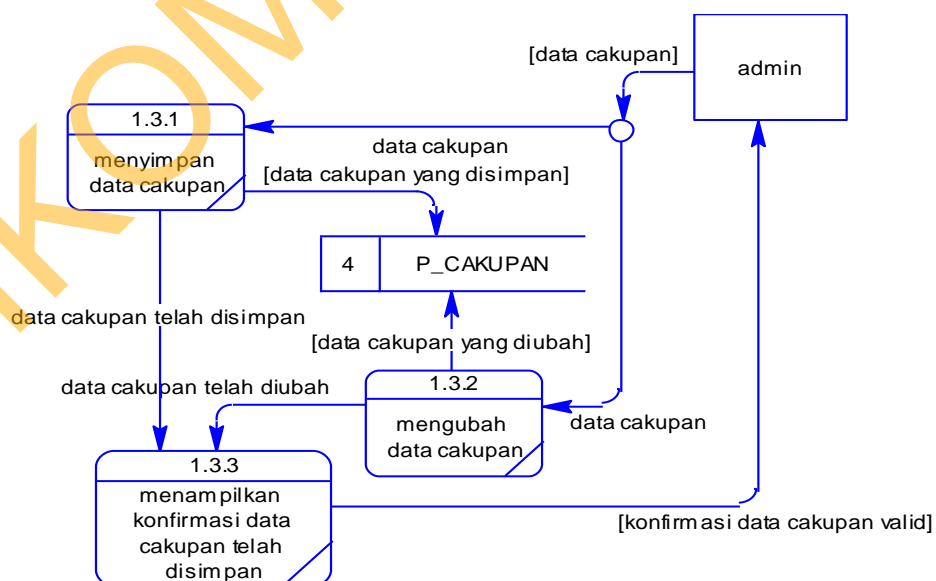 [data cakupan]
admin
1.3.1
menyimpan
data cakupan
data cakupan
[data cakupan yang disimpan]
4 P_CAKUPAN
data cakupan telah disimpan
[data cakupan yang diubah]
data cakupan telah diubah
1.3.2
mengubah
data cakupan
data cakupan
1.3.3
menampilkan
konfirmasi data
cakupan telah
disimpan
[konfirmasi data cakupan valid]
KOM